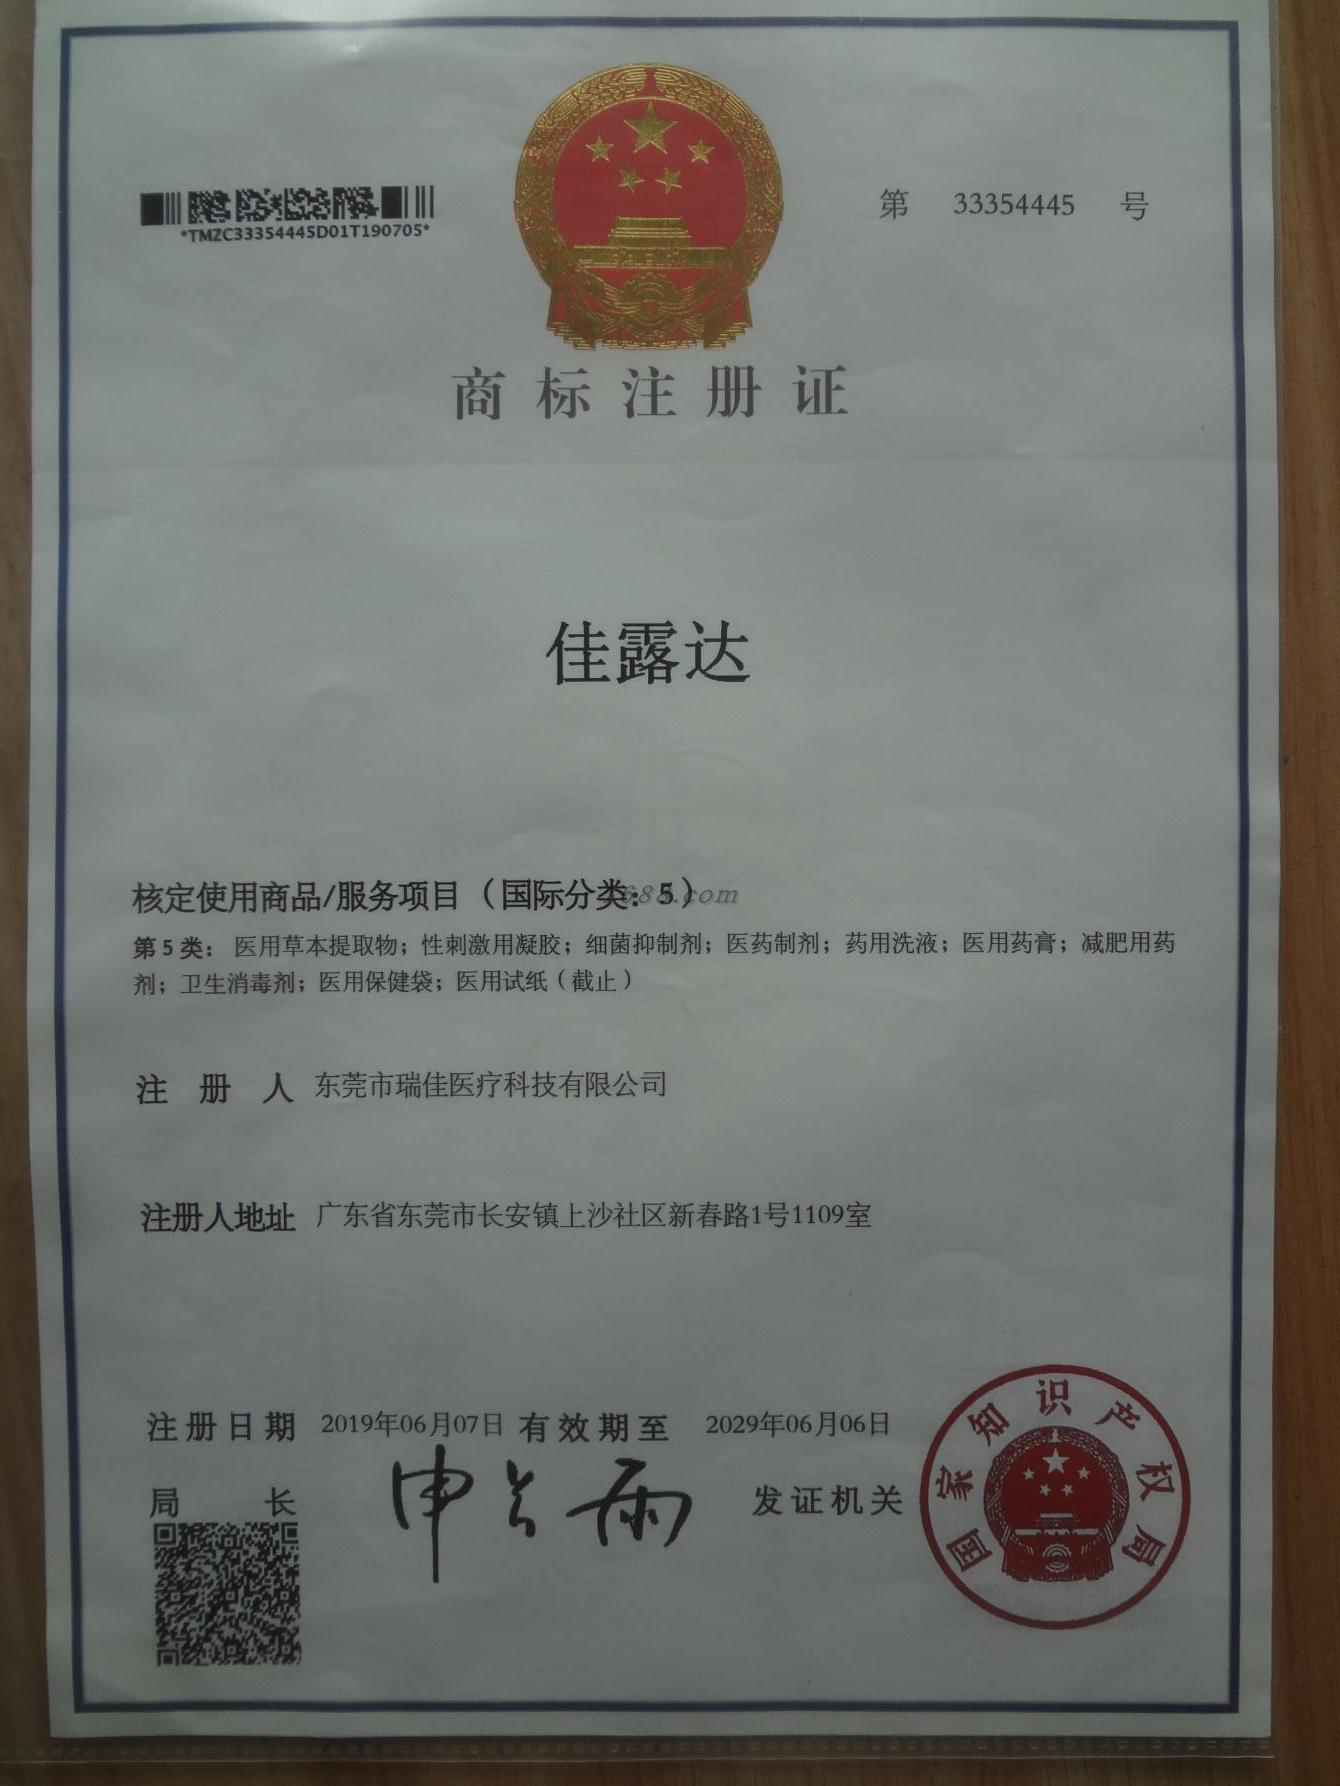 *TMZC33354445D01T190705*
第 33354445 号
商标注册证
佳露达
核定使用商品/服务项目（国际分类：5）
第5类：医用草本提取物；性刺激用凝胶；细菌抑制剂；医药制剂；药用洗液；医用药膏；减肥用药
剂；卫生消毒剂；医用保健袋；医用试纸（截止）
注册人 东莞市瑞佳医疗科技有限公司
注册人地址 广东省东莞市长安镇上沙社区新春路1号1109室
注册日期 2019年06月07日 有效期至 2029年06月06日
局长 申长雨 发证机关
国家知识产权局